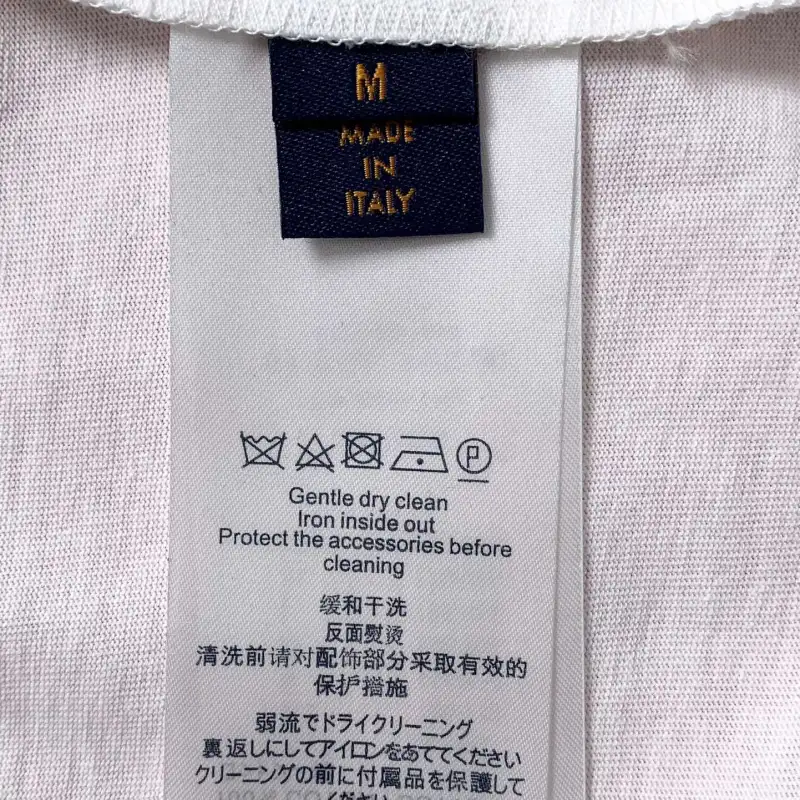 M
MADE
IN
ITALY
P
Gentle dry clean
Iron inside out
Protect the accessories before
cleaning
缓和干洗
反面熨烫
清洗前请对配饰部分采取有效的
保护措施
弱流でドライクリーニング
裏返しにしてアイロンをあててください
クリーニングの前に付属品を保護して
ください